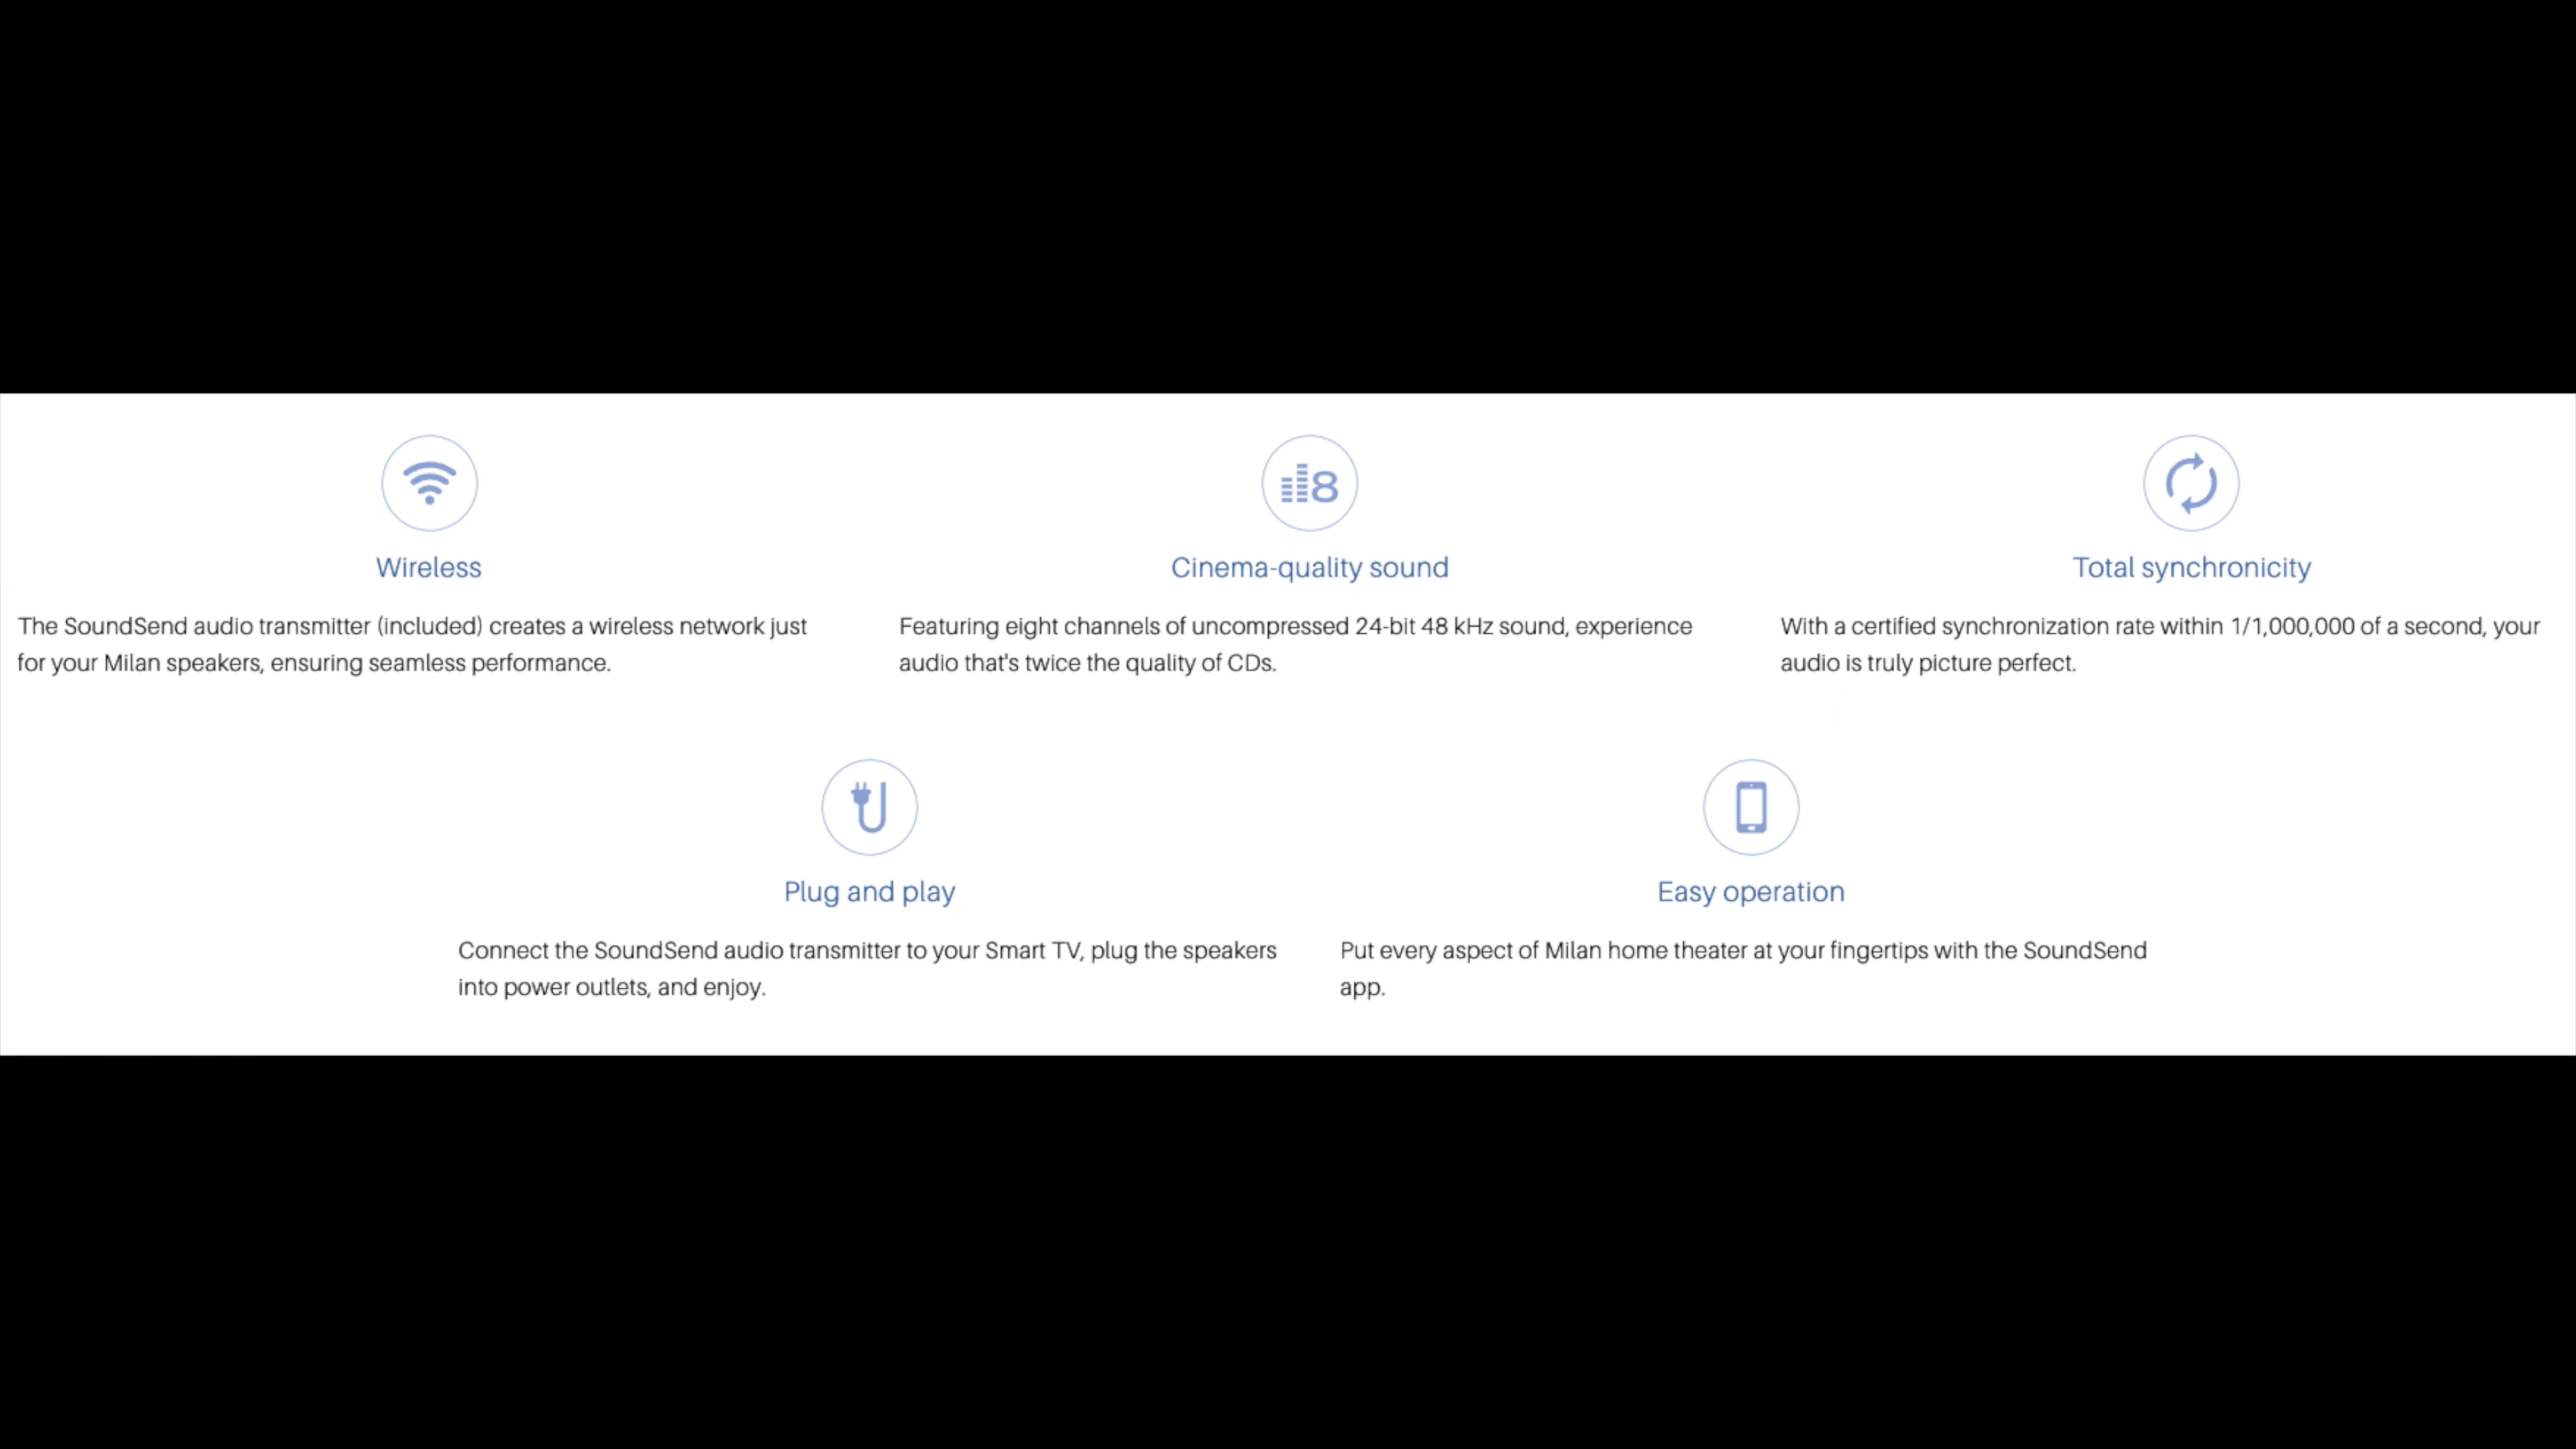 8
Wireless
The SoundSend audio transmitter (included) creates a wireless network just
for your Milan speakers, ensuring seamless performance.
Cinema-quality sound
Featuring eight channels of uncompressed 24-bit 48 kHz sound, experience
audio that's twice the quality of CDs.
Total synchronicity
With a certified synchronization rate within 1/1,000,000 of a second, your
audio is truly picture perfect.
Plug and play
Connect the SoundSend audio transmitter to your Smart TV, plug the speakers
into power outlets, and enjoy.
Easy operation
Put every aspect of Milan home theater at your fingertips with the SoundSend
app.